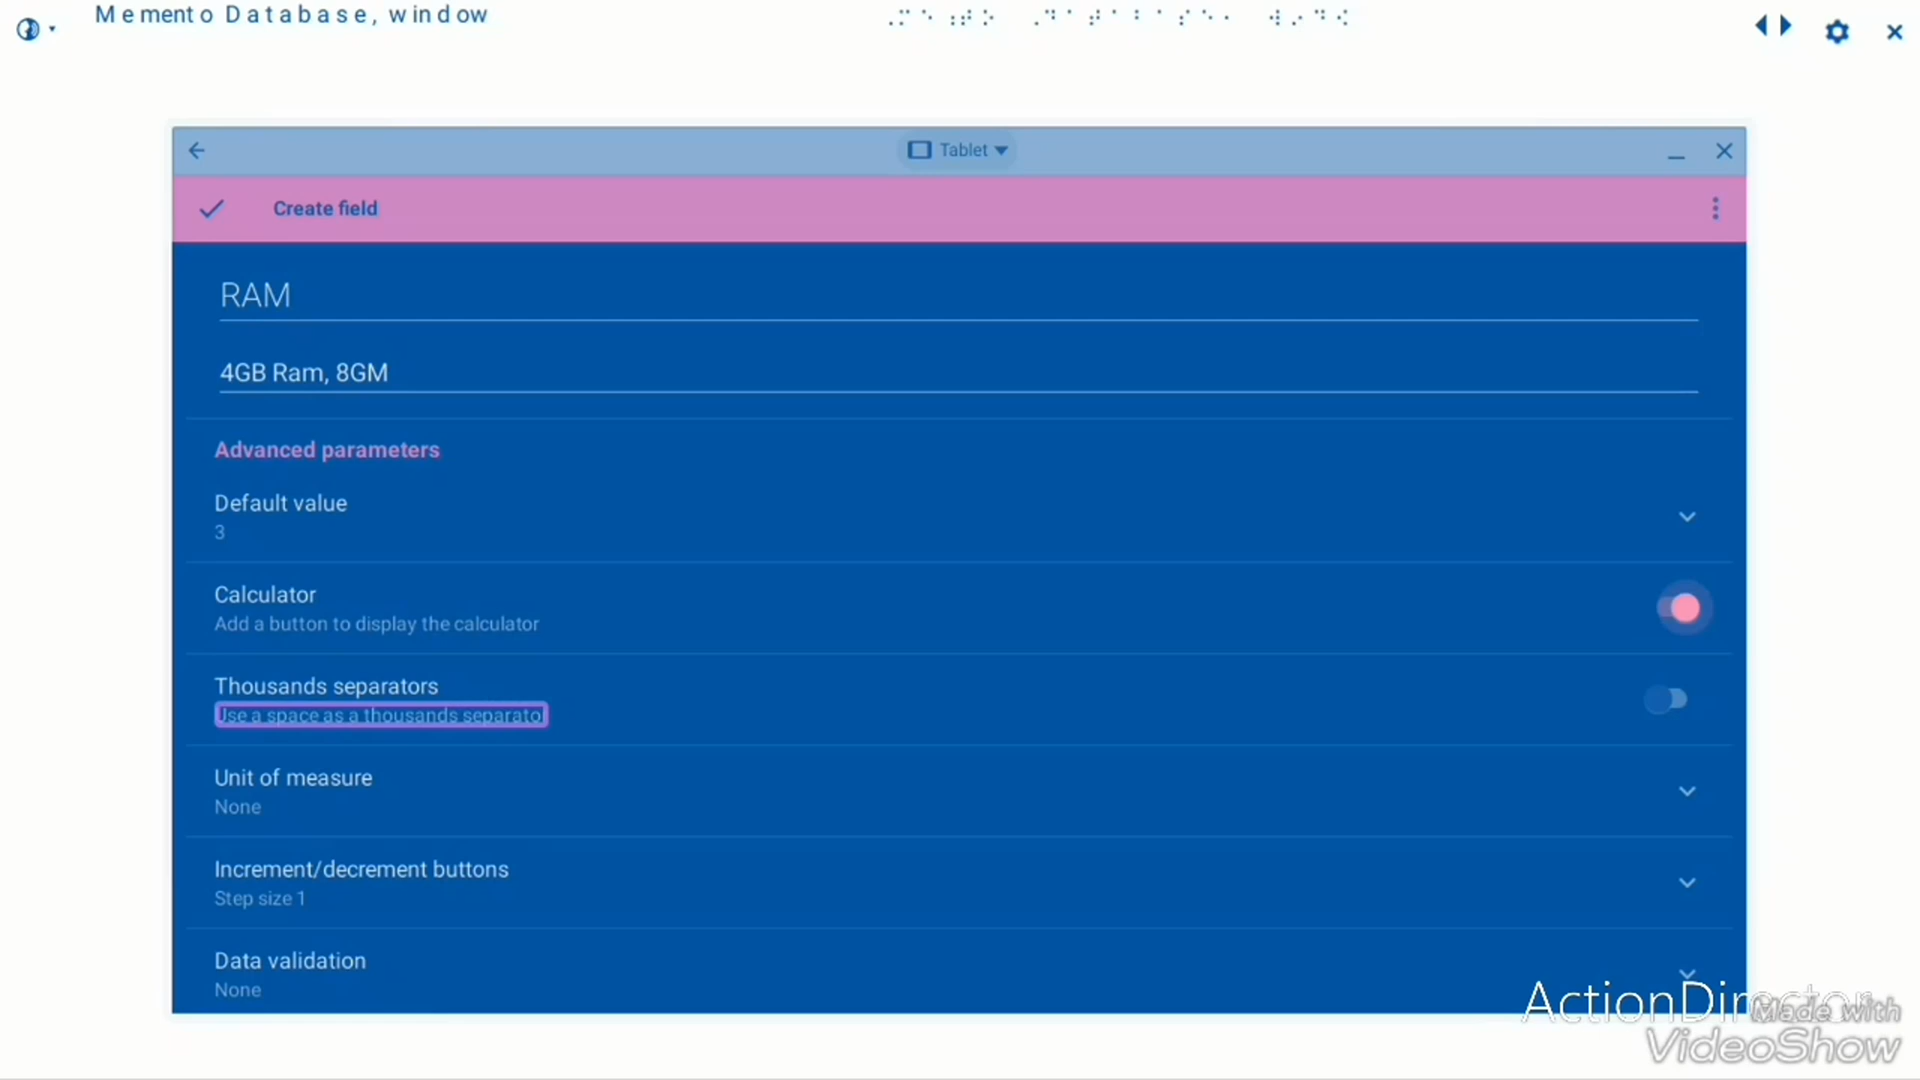 Memento Database, window
Tablet
Create field
RAM
4GB Ram, 8GM
Advanced parameters
Default value
3
Calculator
Add a button to display the calculator
Thousands separators
Use a space as a thousands separator
Unit of measure
None
Increment/decrement buttons
Step size 1
Data validation
None
ActionDirector
Made with
VideoShow